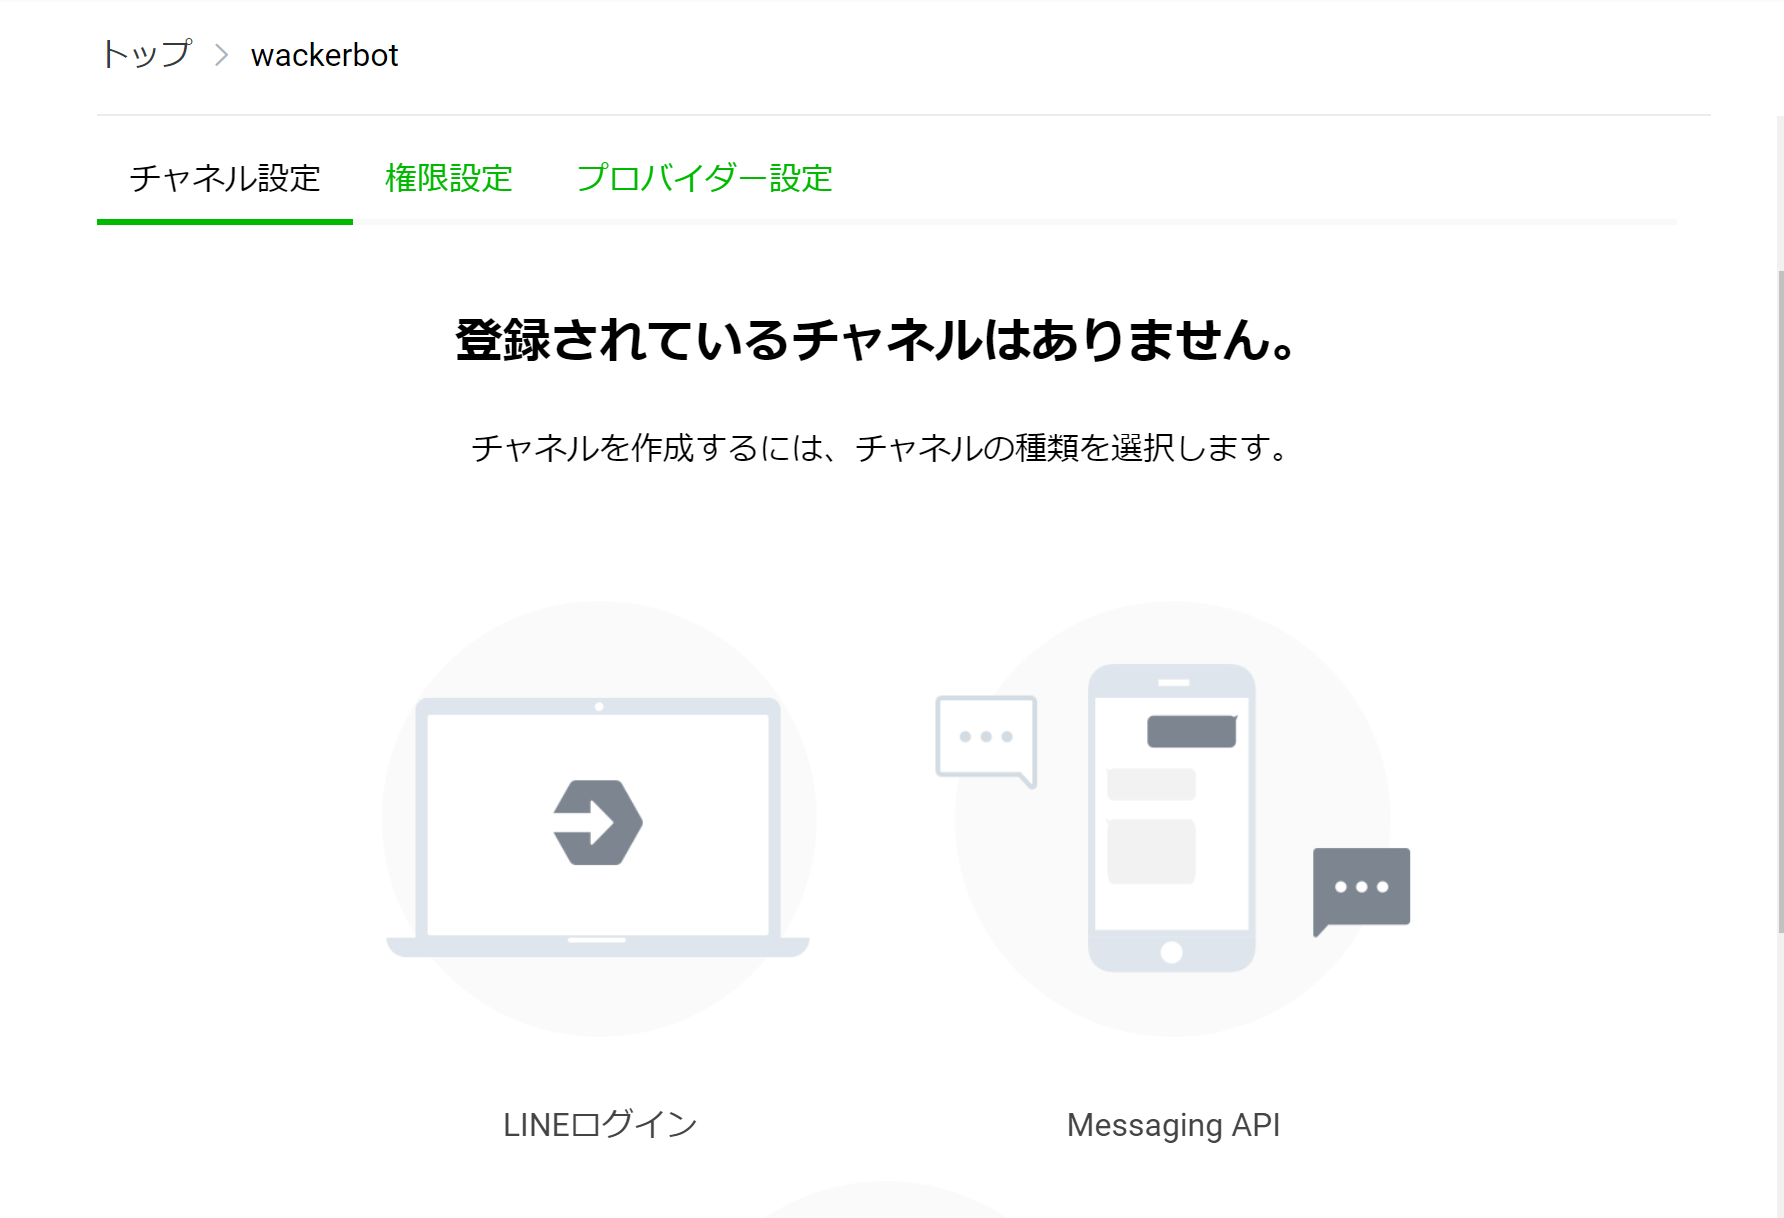 トップ > wackerbot
チャネル設定 権限設定 プロバイダー設定
登録されているチャネルはありません。
チャネルを作成するには、チャネルの種類を選択します。
LINEログイン Messaging API